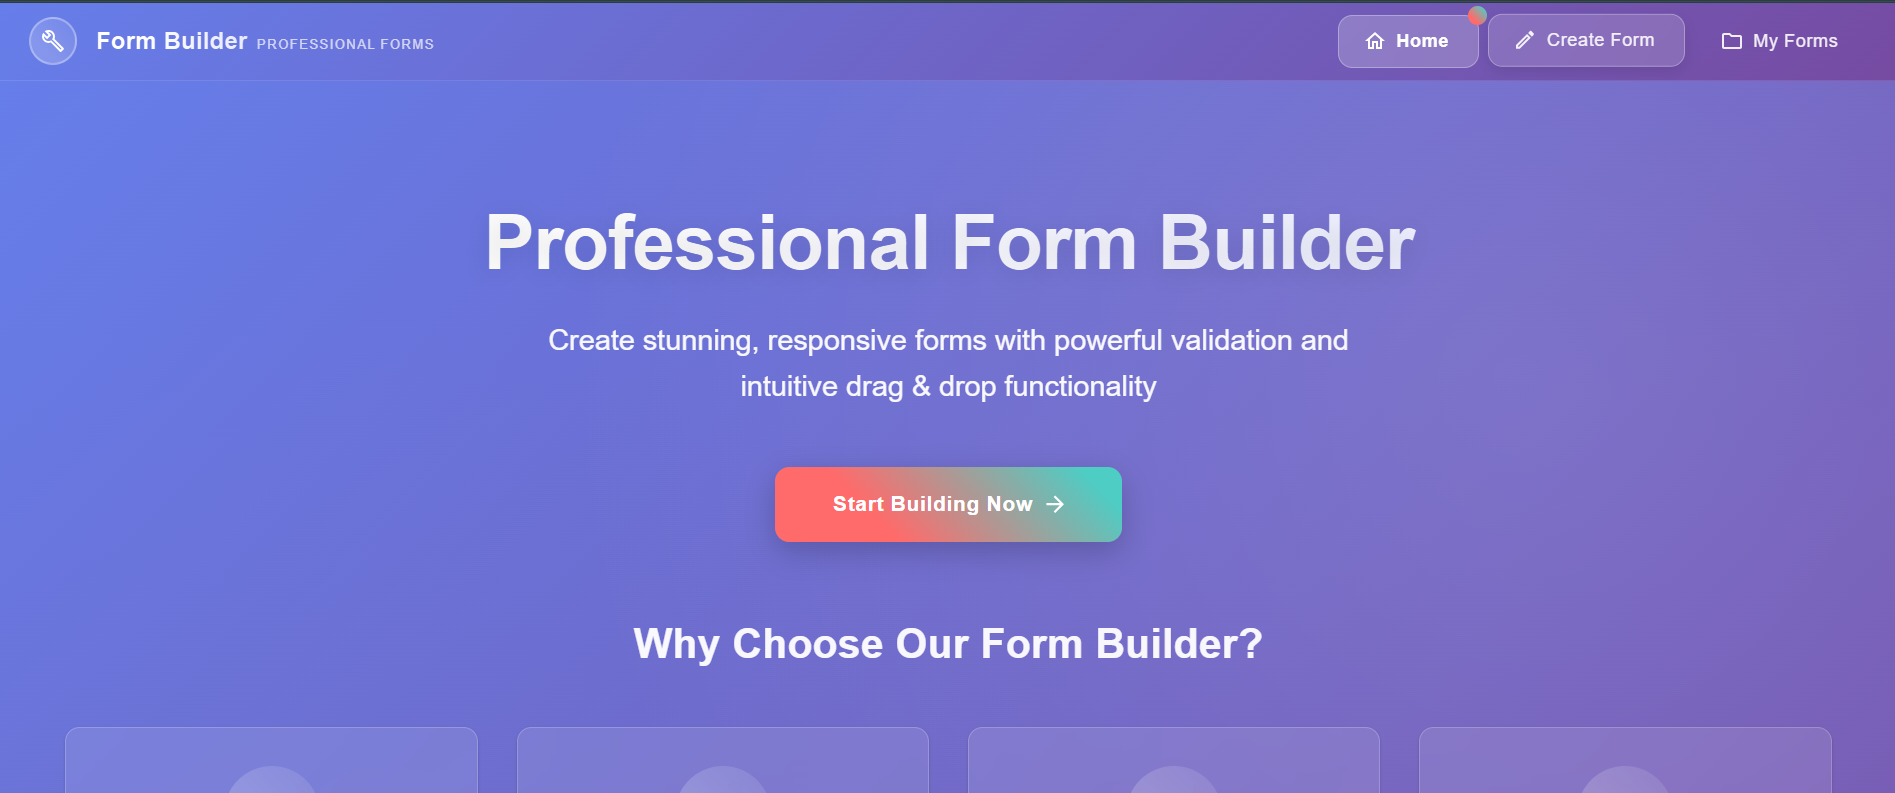 Form Builder PROFESSIONAL FORMS
Home
Create Form
My Forms
Professional Form Builder
Create stunning, responsive forms with powerful validation and
intuitive drag & drop functionality
Start Building Now
Why Choose Our Form Builder?